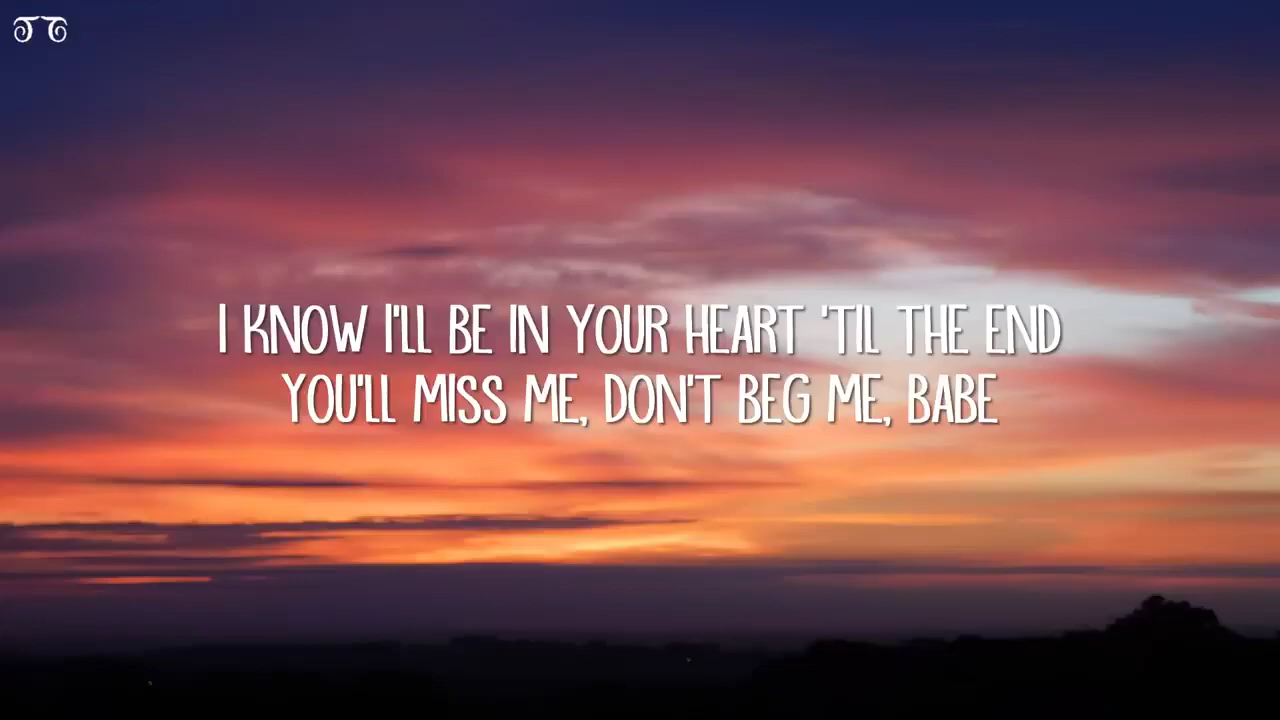 I KNOW I'LL BE IN YOUR HEART 'TIL THE END
YOU'LL MISS ME, DON'T BEG ME, BABE